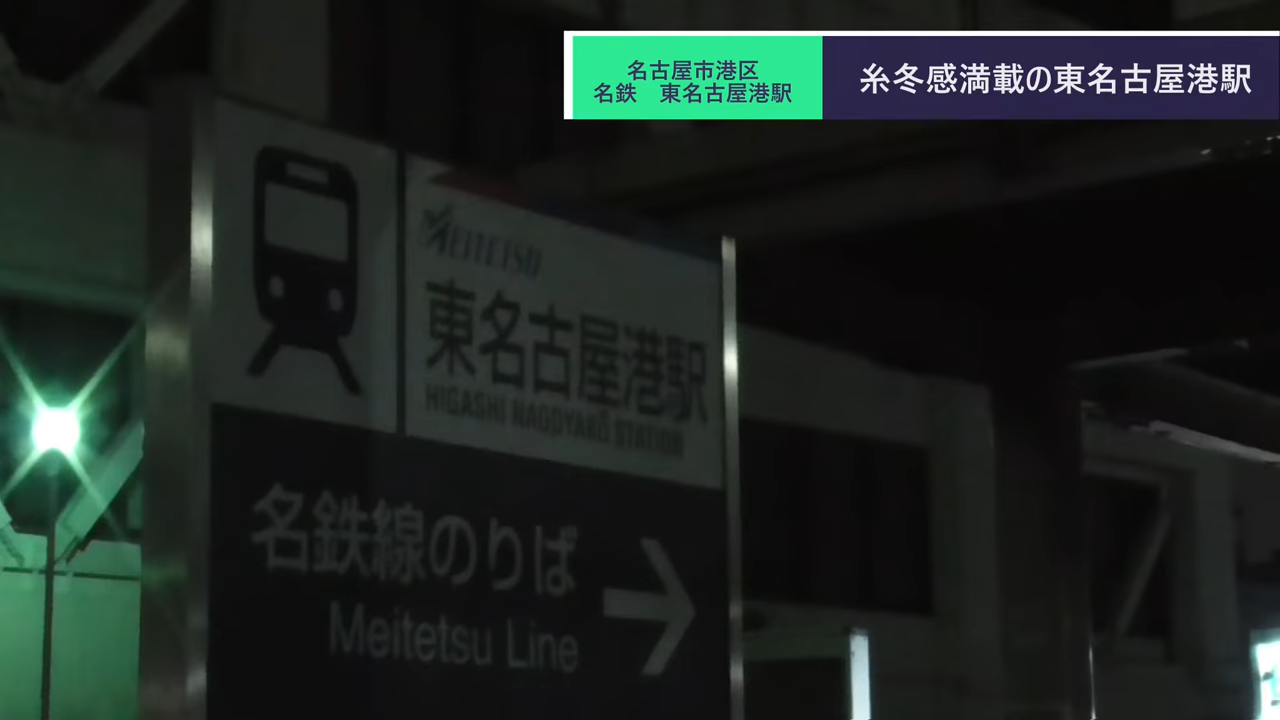 名古屋市港区
名鉄　東名古屋港駅
糸冬感満載の東名古屋港駅
MEITETSU
東名古屋港駅
HIGASHI NAGOYAKŌ STATION
名鉄線のりば
Meitetsu Line